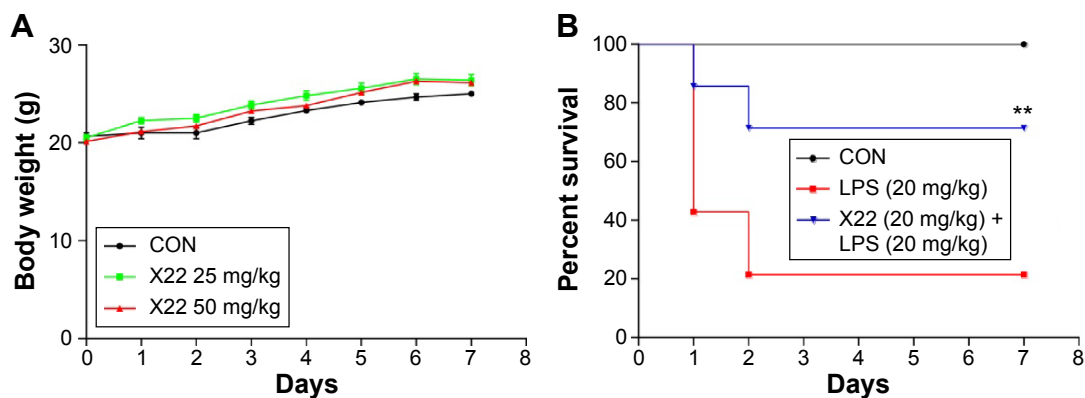 A
Body weight (g)
30
20
10
0
CON
X22 25 mg/kg
X22 50 mg/kg
0 1 2 3 4 5 6 7 8
Days
B
Percent survival
100
80
60
40
20
0
**
CON
LPS (20 mg/kg)
X22 (20 mg/kg) +
LPS (20 mg/kg)
0 1 2 3 4 5 6 7 8
Days